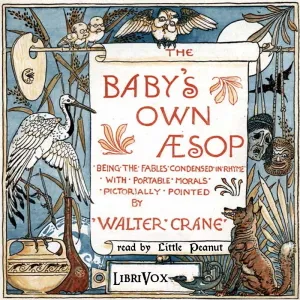 THE
BABY'S
OWN
ÆSOP
"BEING·THE·FABLES·CONDENSED·IN·RHYME
·WITH·PORTABLE·MORALS·
·PICTORIALLY·POINTED
BY
"WALTER·CRANE"
read by Little Peanut
LIBRIVOX